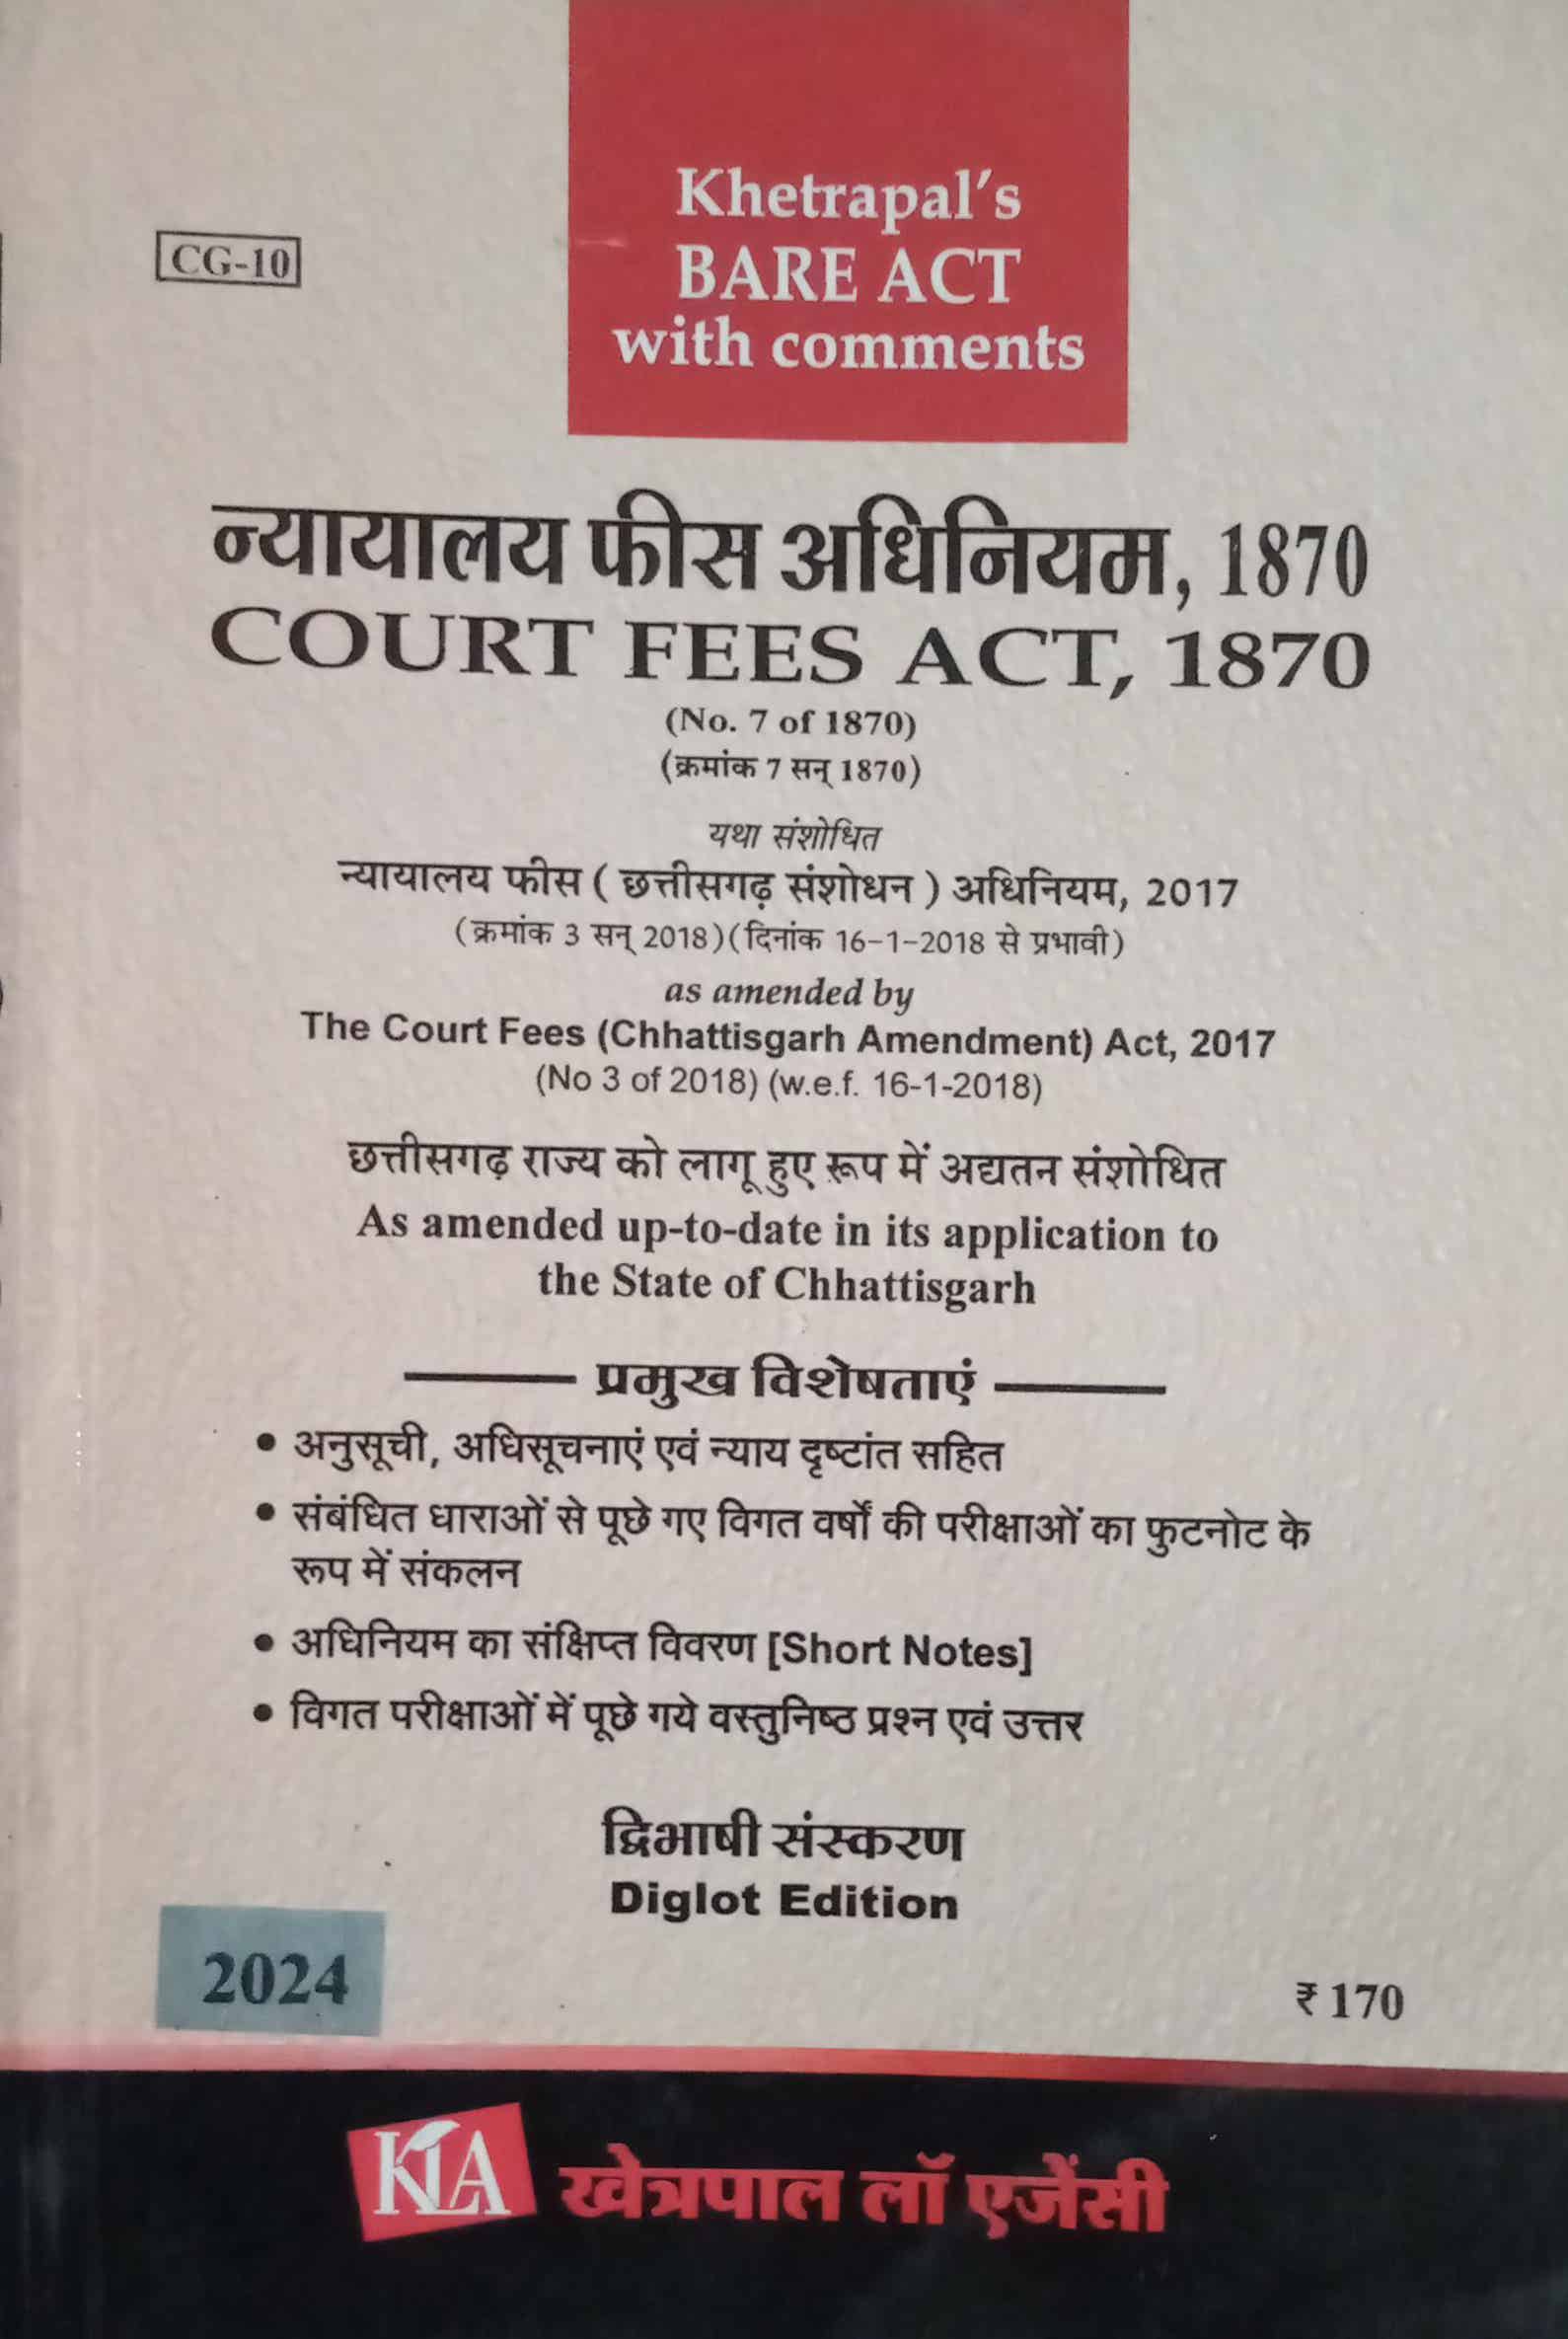 Khetrapal's
BARE ACT
with comments
CG-10
न्यायालय फीस अधिनियम, 1870
COURT FEES ACT, 1870
(No. 7 of 1870)
(क्रमांक 7 सन् 1870)
यथा संशोधित
न्यायालय फीस ( छत्तीसगढ़ संशोधन ) अधिनियम, 2017
(क्रमांक 3 सन् 2018)(दिनांक 16-1-2018 से प्रभावी)
as amended by
The Court Fees (Chhattisgarh Amendment) Act, 2017
(No 3 of 2018) (w.e.f. 16-1-2018)
छत्तीसगढ़ राज्य को लागू हुए रूप में अद्यतन संशोधित
As amended up-to-date in its application to
the State of Chhattisgarh
प्रमुख विशेषताएं
• अनुसूची, अधिसूचनाएं एवं न्याय दृष्टांत सहित
• संबंधित धाराओं से पूछे गए विगत वर्षों की परीक्षाओं का फुटनोट के
रूप में संकलन
• अधिनियम का संक्षिप्त विवरण [Short Notes]
• विगत परीक्षाओं में पूछे गये वस्तुनिष्ठ प्रश्न एवं उत्तर
द्विभाषी संस्करण
Diglot Edition
2024
₹ 170
KLA खेत्रपाल लॉ एजेंसी